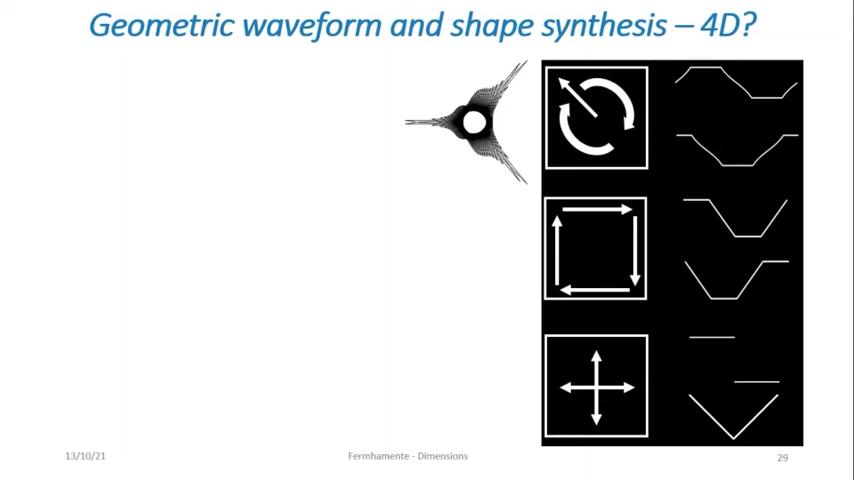 Geometric waveform and shape synthesis – 4D?
13/10/21
Fermhamente - Dimensions
29